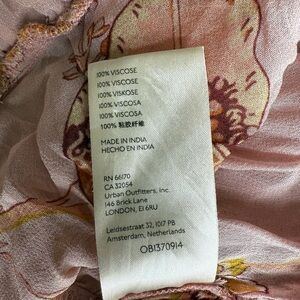 100% VISCOSE
100% VISCOSE
100% VISKOSE
100% VISCOSA
100% VISCOSA
100% 粘胶纤维
MADE IN INDIA
HECHO EN INDIA
RN 66170
CA 32054
Urban Outfitters, Inc.
146 Brick Lane
LONDON, E1 6RU
Leidsestraat 32, 1017 PB
Amsterdam, Netherlands
OB1370914